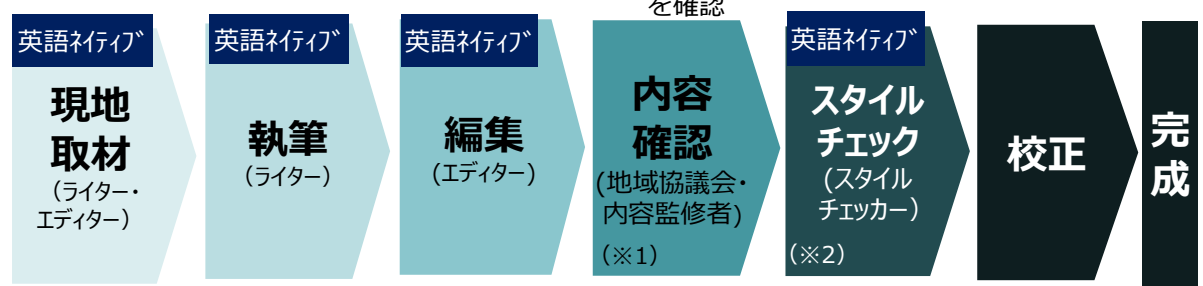 を確認
英語ﾈｲﾃｨﾌﾞ
現地
取材
（ライター・
エディター）
英語ﾈｲﾃｨﾌﾞ
執筆
（ライター）
英語ﾈｲﾃｨﾌﾞ
編集
（エディター）
内容
確認
(地域協議会・
内容監修者)
（※1）
英語ﾈｲﾃｨﾌﾞ
スタイル
チェック
（スタイル
チェッカー）
（※2）
校正
完
成